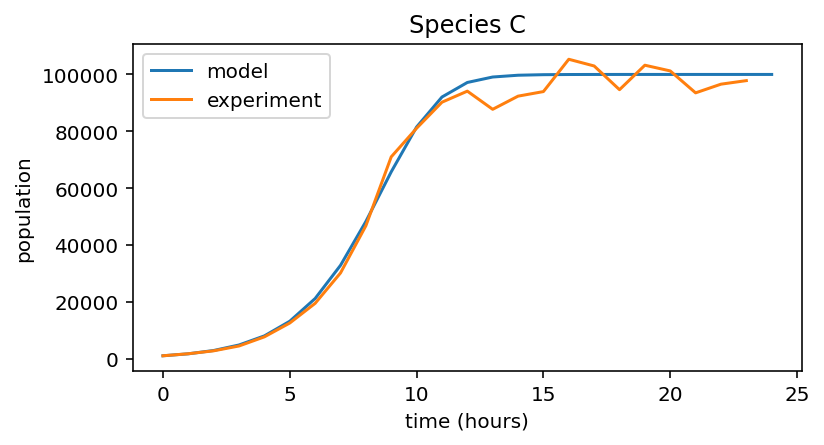 Species C
model
experiment
population
100000
80000
60000
40000
20000
0
0 5 10 15 20 25
time (hours)